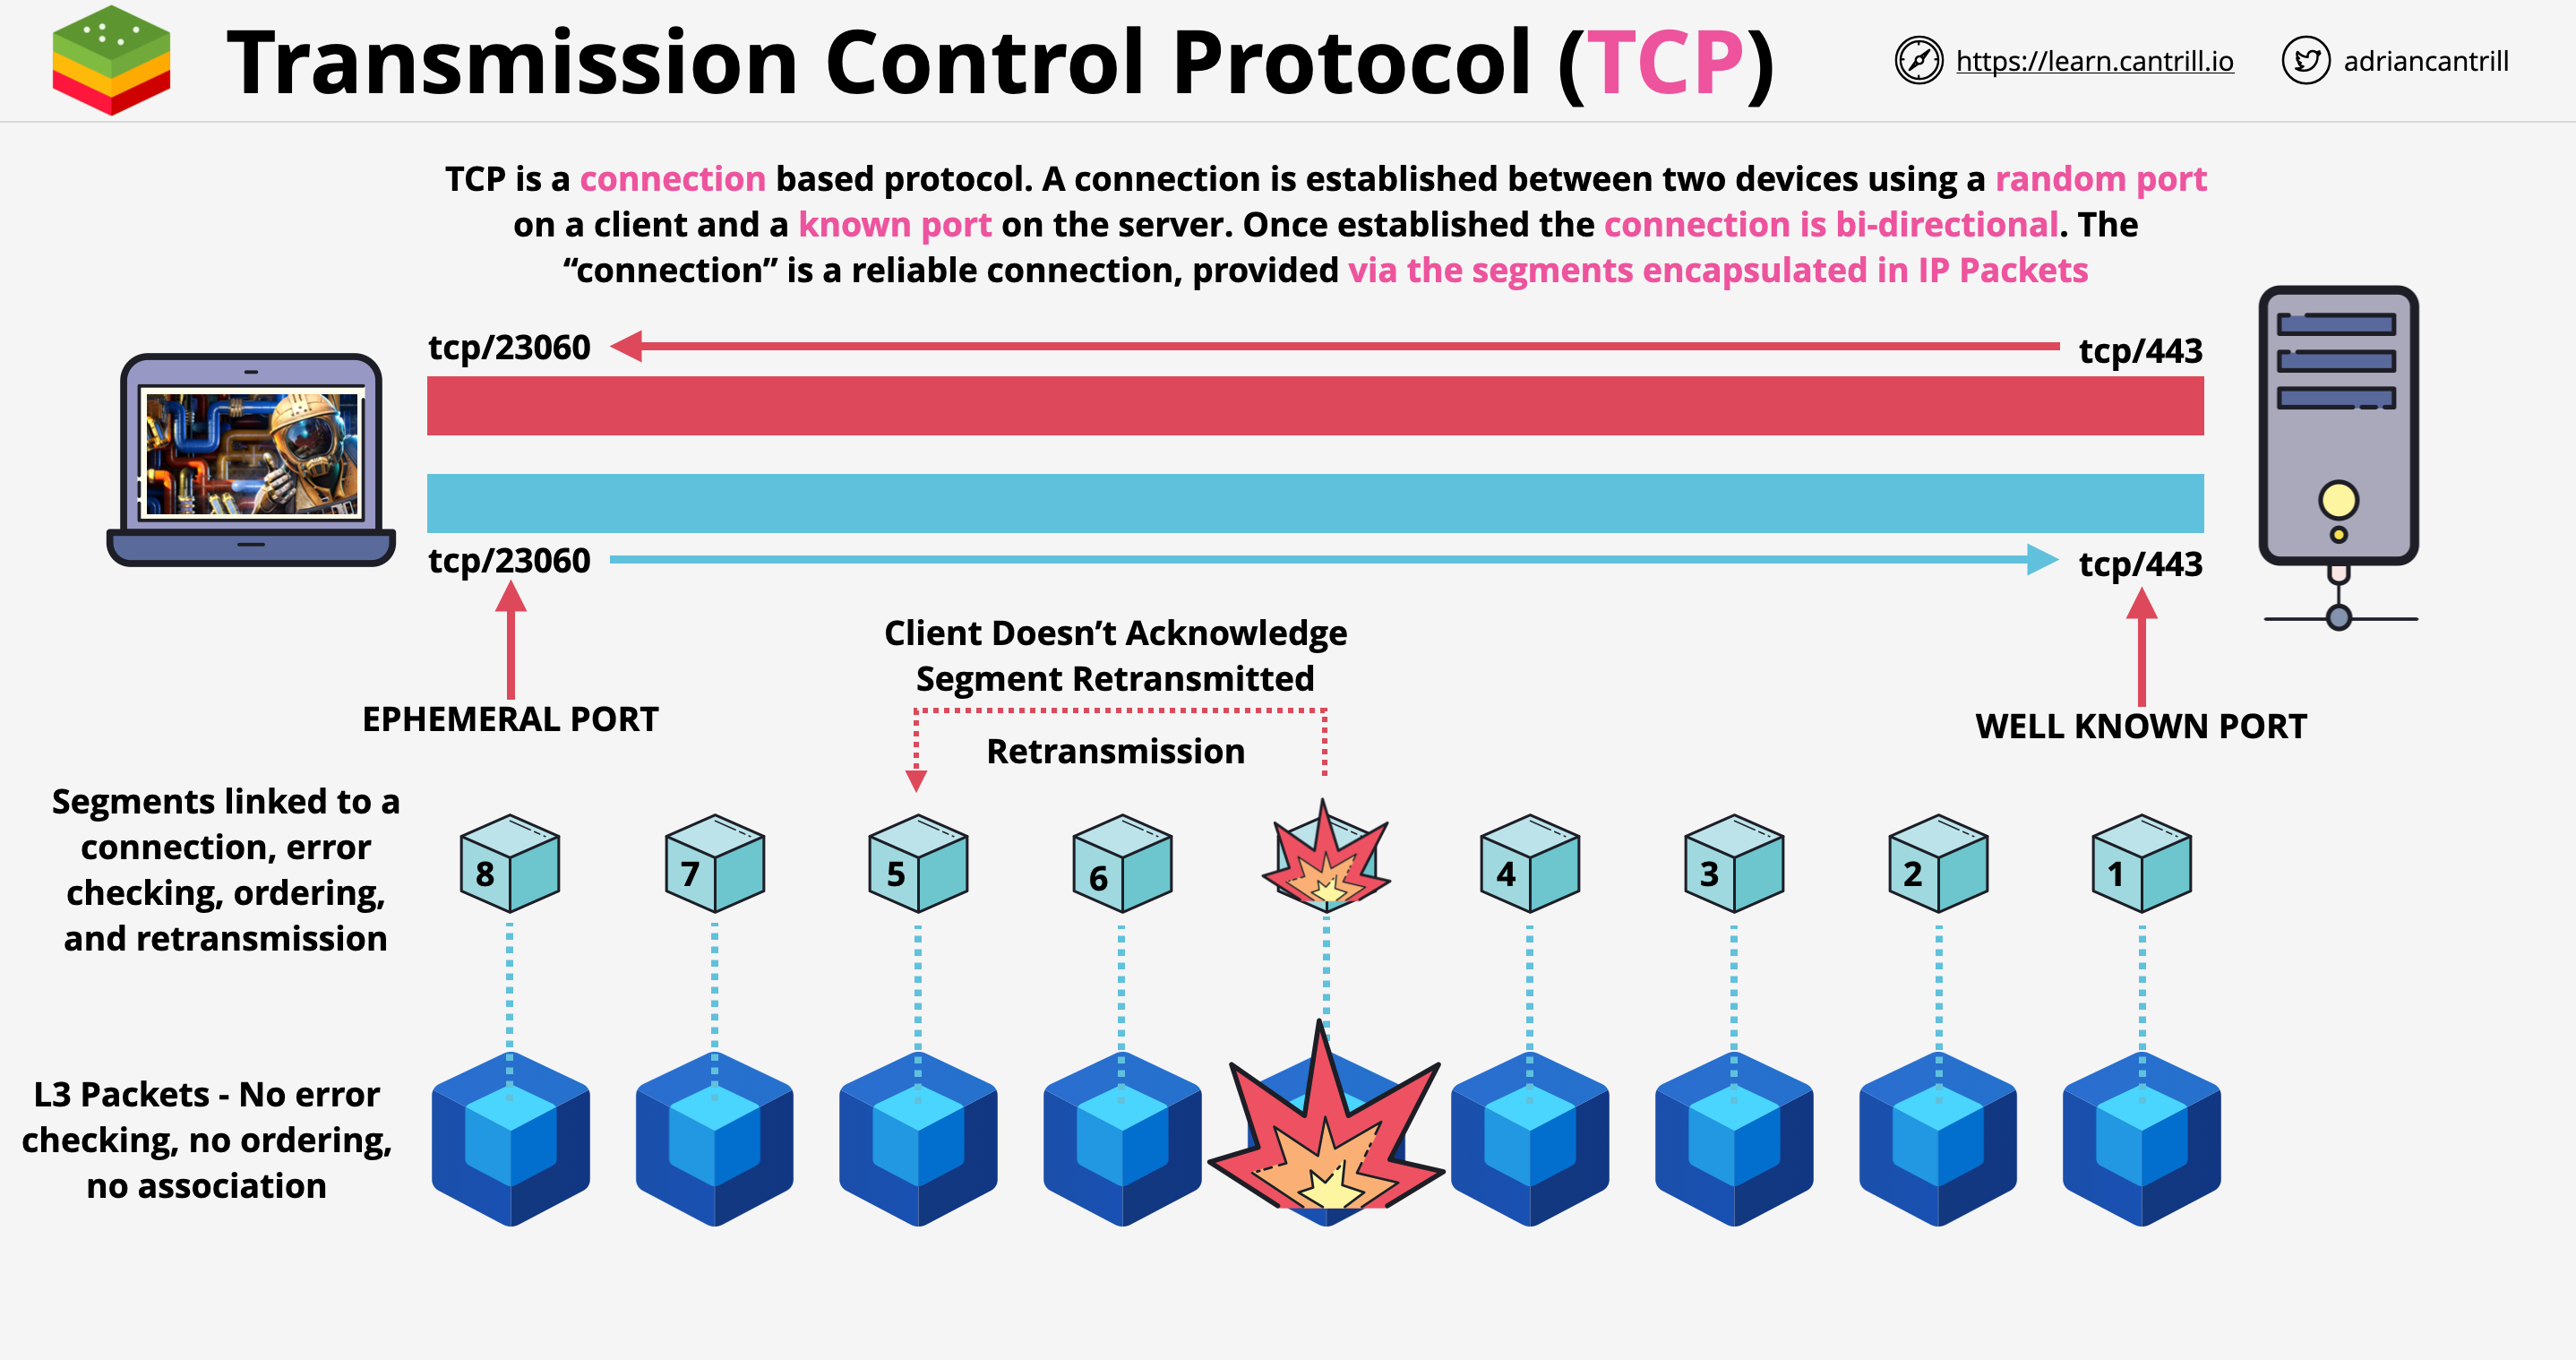 Transmission Control Protocol (TCP)
https://learn.cantrill.io
adriancantrill
TCP is a connection based protocol. A connection is established between two devices using a random port
on a client and a known port on the server. Once established the connection is bi-directional. The
“connection” is a reliable connection, provided via the segments encapsulated in IP Packets
tcp/23060
tcp/443
tcp/23060
tcp/443
EPHEMERAL PORT
Client Doesn’t Acknowledge
Segment Retransmitted
Retransmission
WELL KNOWN PORT
Segments linked to a
connection, error
checking, ordering,
and retransmission
8
7
5
6
4
3
2
1
L3 Packets - No error
checking, no ordering,
no association